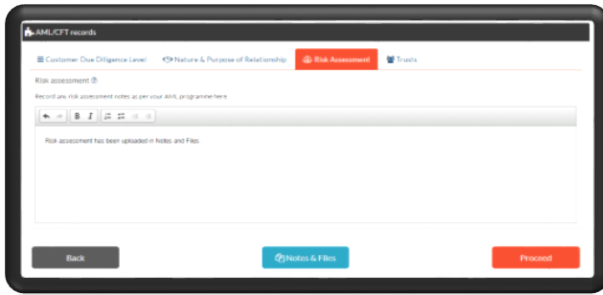 AML/CFT records
Customer Due Diligence Level Nature & Purpose of Relationship Risk Assessment Trusts
Risk assessment
Record any risk assessment notes as per your AML programme here
B I
Risk assessment has been uploaded in Notes and Files
Back Notes & Files Proceed